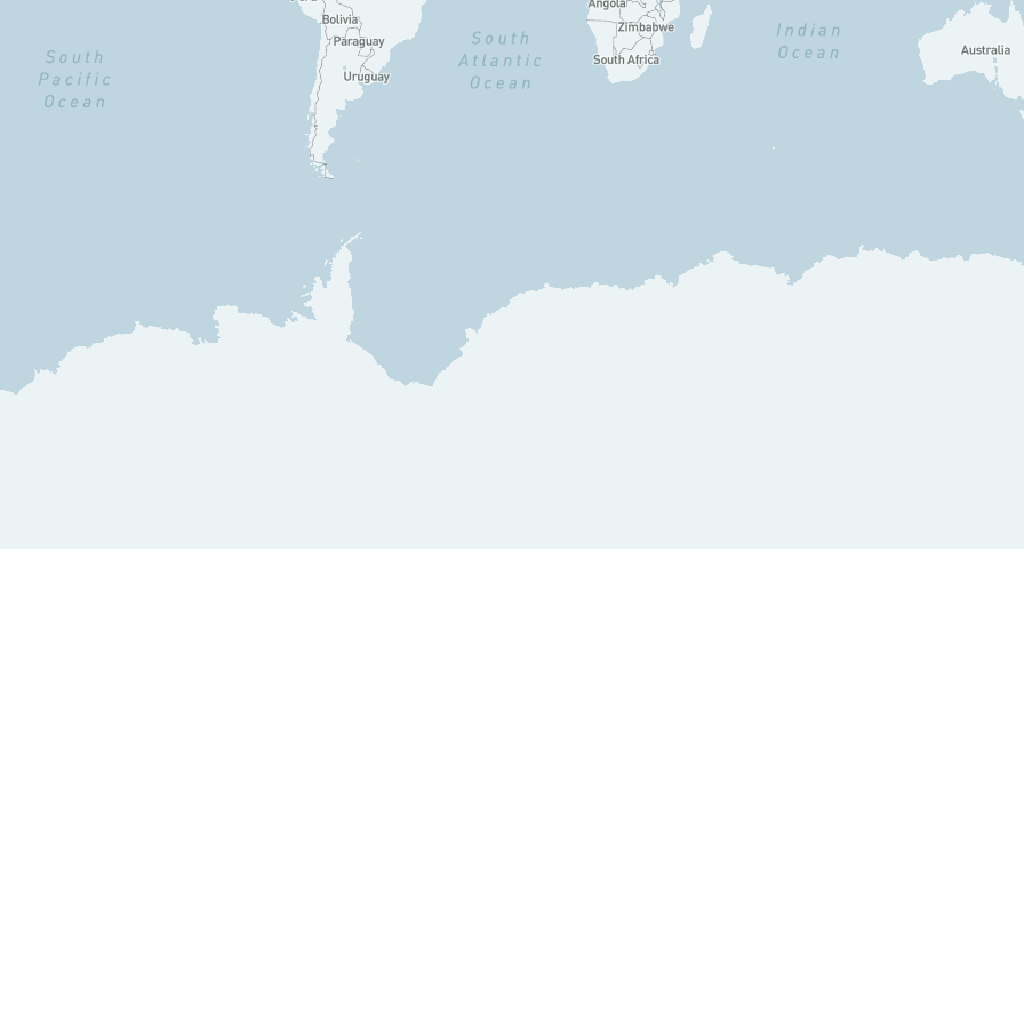 Bolivia
Paraguay
Uruguay
South
Pacific
Ocean
South
Atlantic
Ocean
Angola
Zimbabwe
South Africa
Indian
Ocean
Australia